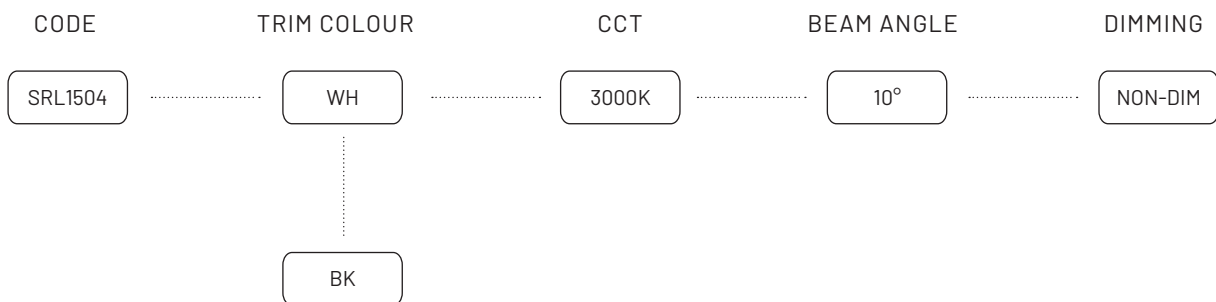 CODE TRIM COLOUR CCT BEAM ANGLE DIMMING
SRL1504 WH 3000K 10° NON-DIM
BK